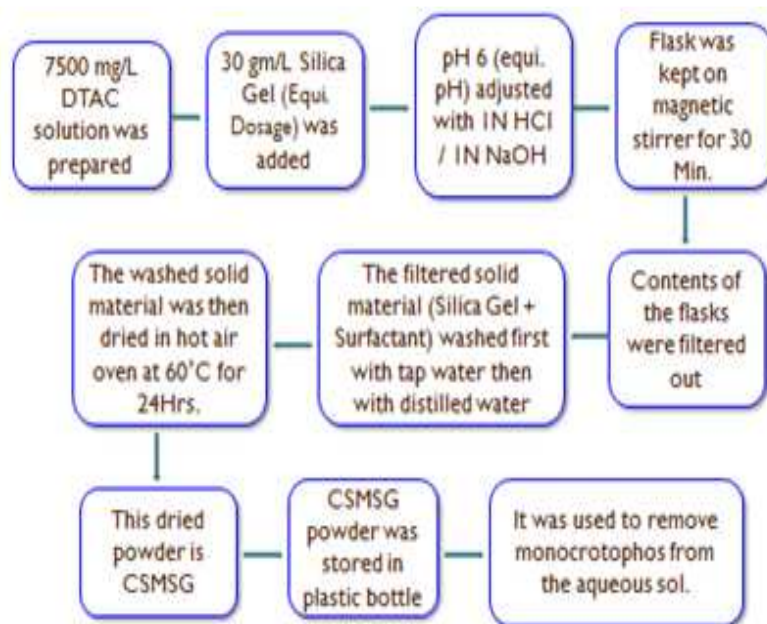 7500 mg/L
DTAC
solution was
prepared
30 gm/L Silica
Gel (Equi.
Dosage) was
added
pH 6 (equi.
pH) adjusted
with 1N HCl
/ 1N NaOH
Flask was
kept on
magnetic
stirrer for 30
Min.
Contents of
the flasks
were filtered
out
The filtered solid
material (Silica Gel +
Surfactant) washed first
with tap water then
with distilled water
The washed solid
material was then
dried in hot air
oven at 60°C for
24Hrs.
This dried
powder is
CSMSG
CSMSG
powder was
stored in
plastic bottle
It was used to remove
monocrotophos from
the aqueous sol.